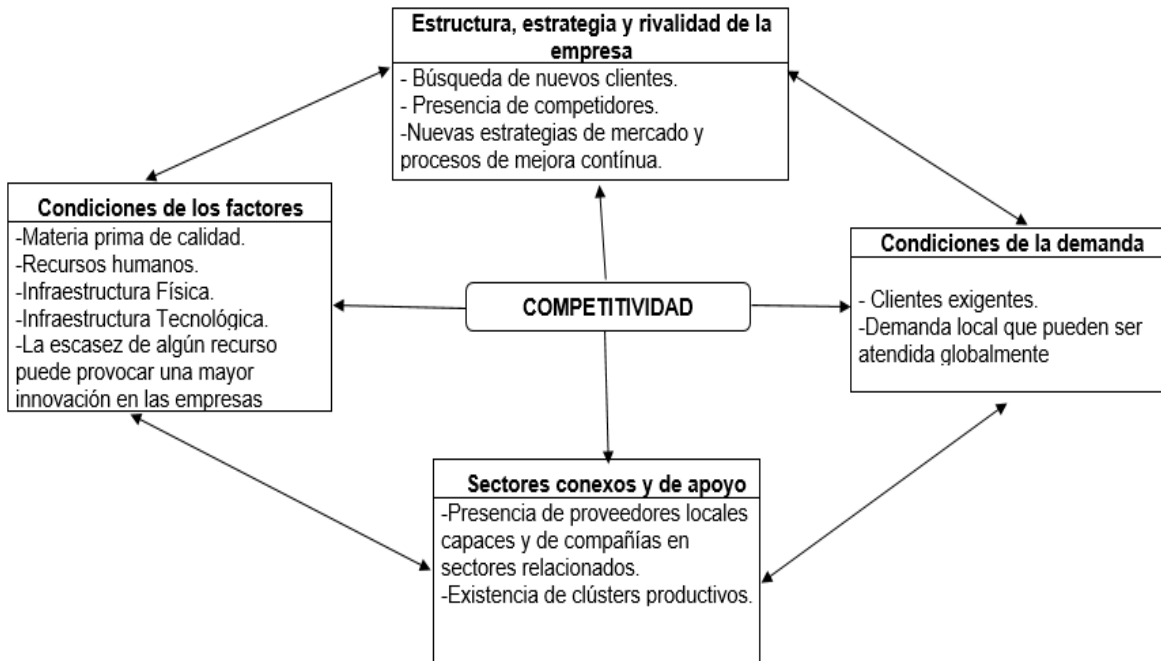 Estructura, estrategia y rivalidad de la
empresa
- Búsqueda de nuevos clientes.
- Presencia de competidores.
-Nuevas estrategias de mercado y
procesos de mejora contínua.
Condiciones de los factores
-Materia prima de calidad.
-Recursos humanos.
-Infraestructura Física.
-Infraestructura Tecnológica.
-La escasez de algún recurso
puede provocar una mayor
innovación en las empresas
COMPETITIVIDAD
Condiciones de la demanda
- Clientes exigentes.
-Demanda local que pueden ser
atendida globalmente
Sectores conexos y de apoyo
-Presencia de proveedores locales
capaces y de compañías en
sectores relacionados.
-Existencia de clústers productivos.